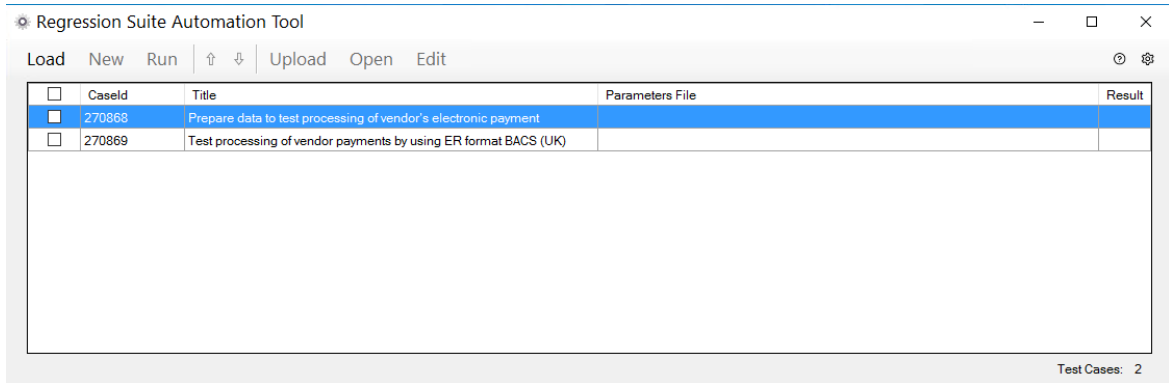 Regression Suite Automation Tool
Load New Run Upload Open Edit
CaseId Title Parameters File Result
270868 Prepare data to test processing of vendor's electronic payment
270869 Test processing of vendor payments by using ER format BACS (UK)
Test Cases: 2